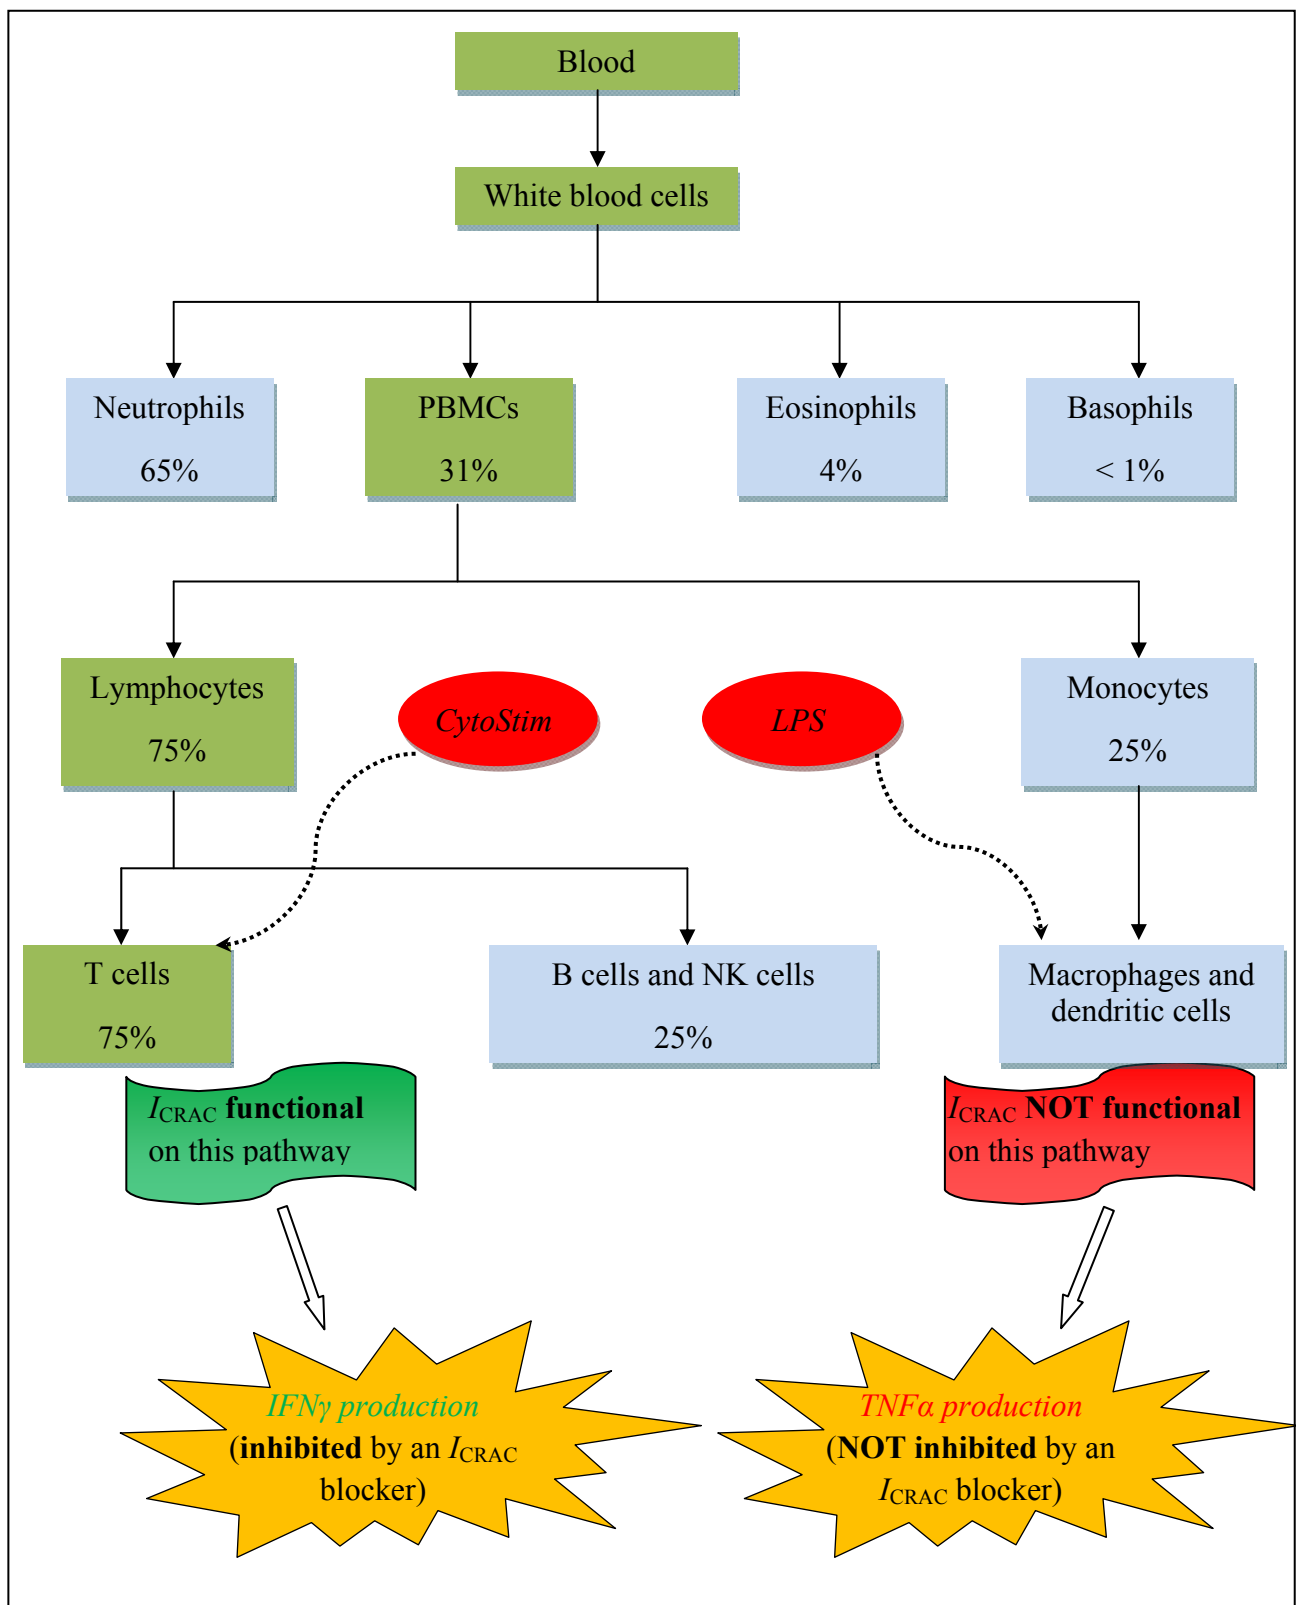 Blood
White blood cells
Neutrophils
65%
PBMCs
31%
Eosinophils
4%
Basophils
< 1%
Lymphocytes
75%
CytoStim
LPS
Monocytes
25%
T cells
75%
B cells and NK cells
25%
Macrophages and
dendritic cells
ICRAC functional
on this pathway
ICRAC NOT functional
on this pathway
IFNγ production
(inhibited by an ICRAC
blocker)
TNFα production
(NOT inhibited by an
ICRAC blocker)